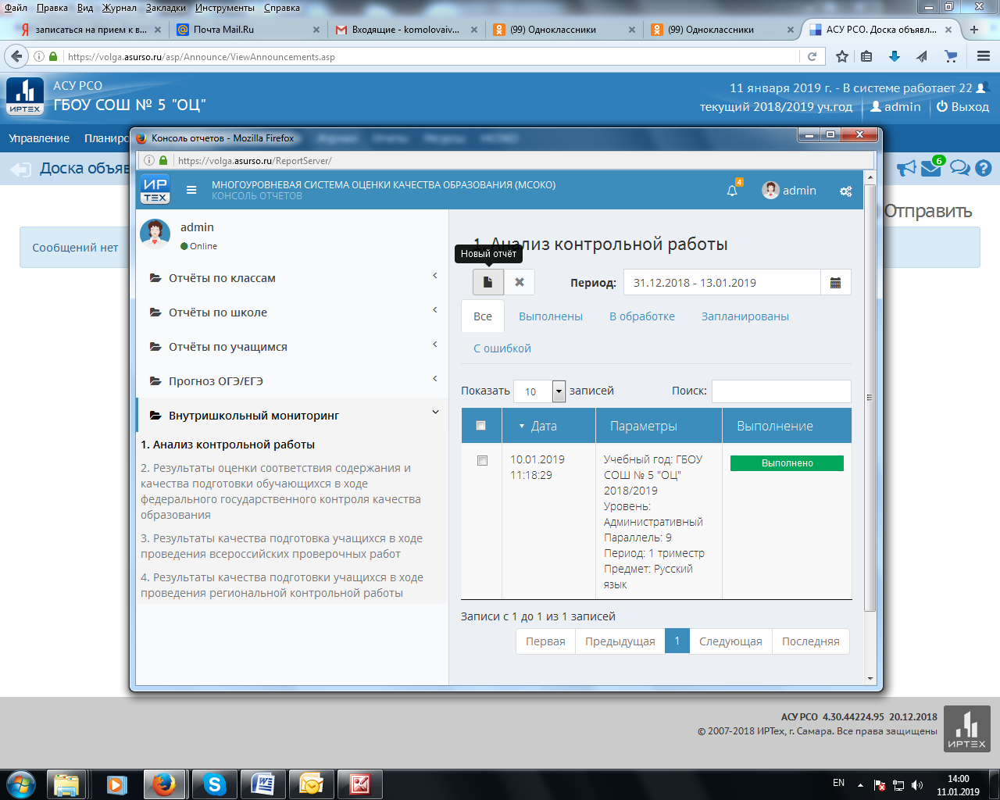 Файл Правка Вид Журнал Закладки Инструменты Справка
записаться на прием к в...
Почта Mail.Ru
Входящие - komolovaiv...
(99) Одноклассники
(99) Одноклассники
АСУ РСО. Доска объявл...
https://volga.asurso.ru/asp/Announce/ViewAnnouncements.asp
ИРТЕХ
АСУ РСО
ГБОУ СОШ № 5 "ОЦ"
11 января 2019 г. - В системе работает 22
текущий 2018/2019 уч.год
admin
Выход
Управление
Планиро
Доска объяв
6
Отправить
Сообщений нет
Консоль отчетов - Mozilla Firefox
https://volga.asurso.ru/ReportServer/
ИР
ТЕХ
МНОГОУРОВНЕВАЯ СИСТЕМА ОЦЕНКИ КАЧЕСТВА ОБРАЗОВАНИЯ (МСОКО)
КОНСОЛЬ ОТЧЕТОВ
4
admin
admin
Online
Отчёты по классам
Отчёты по школе
Отчёты по учащимся
Прогноз ОГЭ/ЕГЭ
Внутришкольный мониторинг
1. Анализ контрольной работы
2. Результаты оценки соответствия содержания и
качества подготовки обучающихся в ходе
федерального государственного контроля качества
образования
3. Результаты качества подготовка учащихся в ходе
проведения всероссийских проверочных работ
4. Результаты качества подготовки учащихся в ходе
проведения региональной контрольной работы
1. Анализ контрольной работы
Новый отчёт
Период: 31.12.2018 - 13.01.2019
Все Выполнены В обработке Запланированы
С ошибкой
Показать 10 записей
Поиск:
Дата Параметры Выполнение
10.01.2019
11:18:29
Учебный год: ГБОУ
СОШ № 5 "ОЦ"
2018/2019
Уровень:
Административный
Параллель: 9
Период: 1 триместр
Предмет: Русский
язык
Выполнено
Записи с 1 до 1 из 1 записей
Первая Предыдущая 1 Следующая Последняя
АСУ РСО 4.30.44224.95 20.12.2018
© 2007-2018 ИРТех, г. Самара. Все права защищены
ИРТЕХ
EN
14:00
11.01.2019